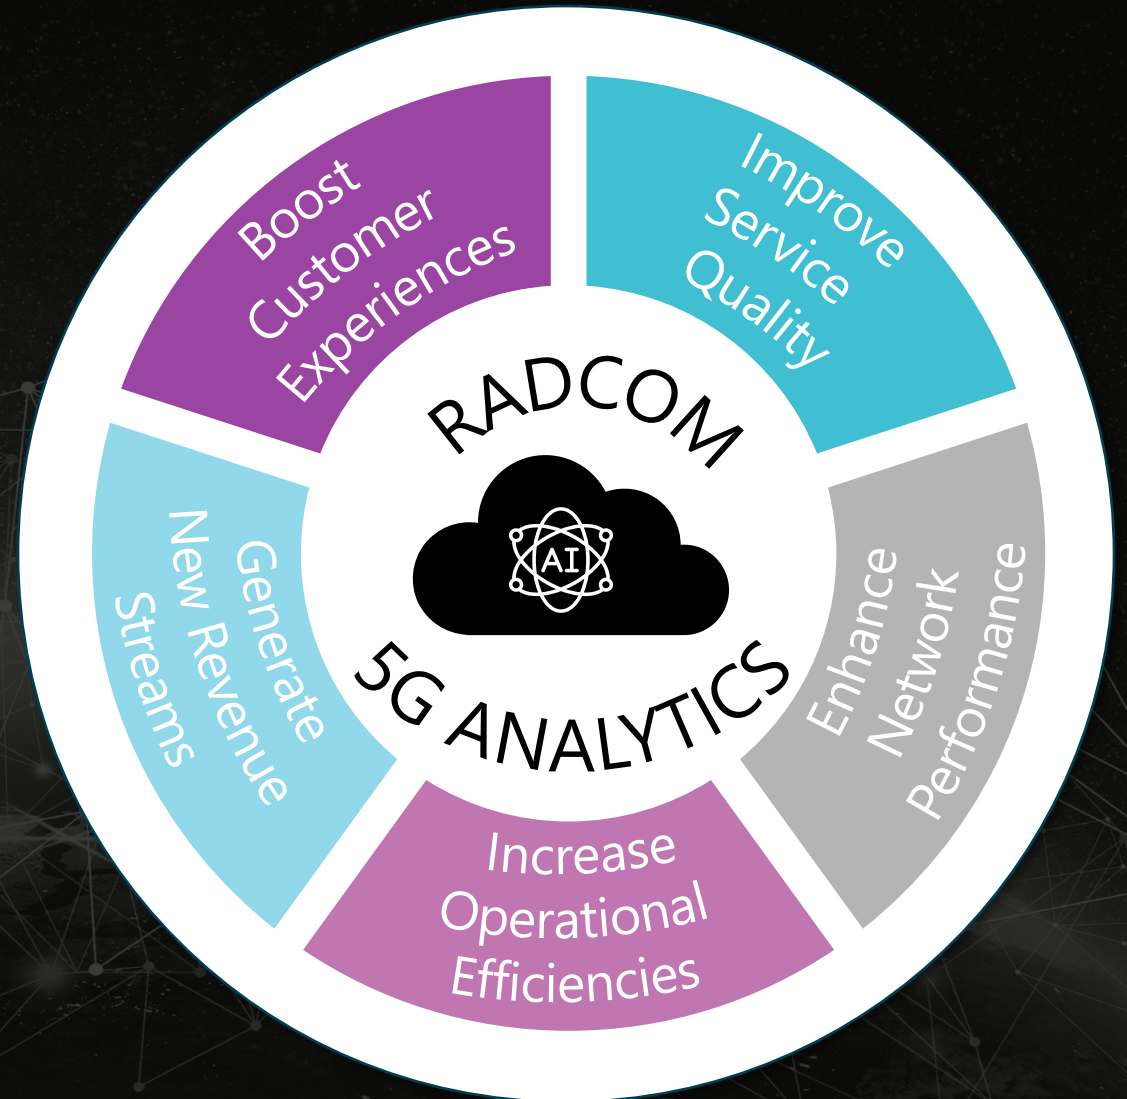 Boost
Customer
Experiences
Improve
Service
Quality
Enhance
Network
Performance
Increase
Operational
Efficiencies
Generate
New Revenue
Streams
RADCOM
AI
5G ANALYTICS